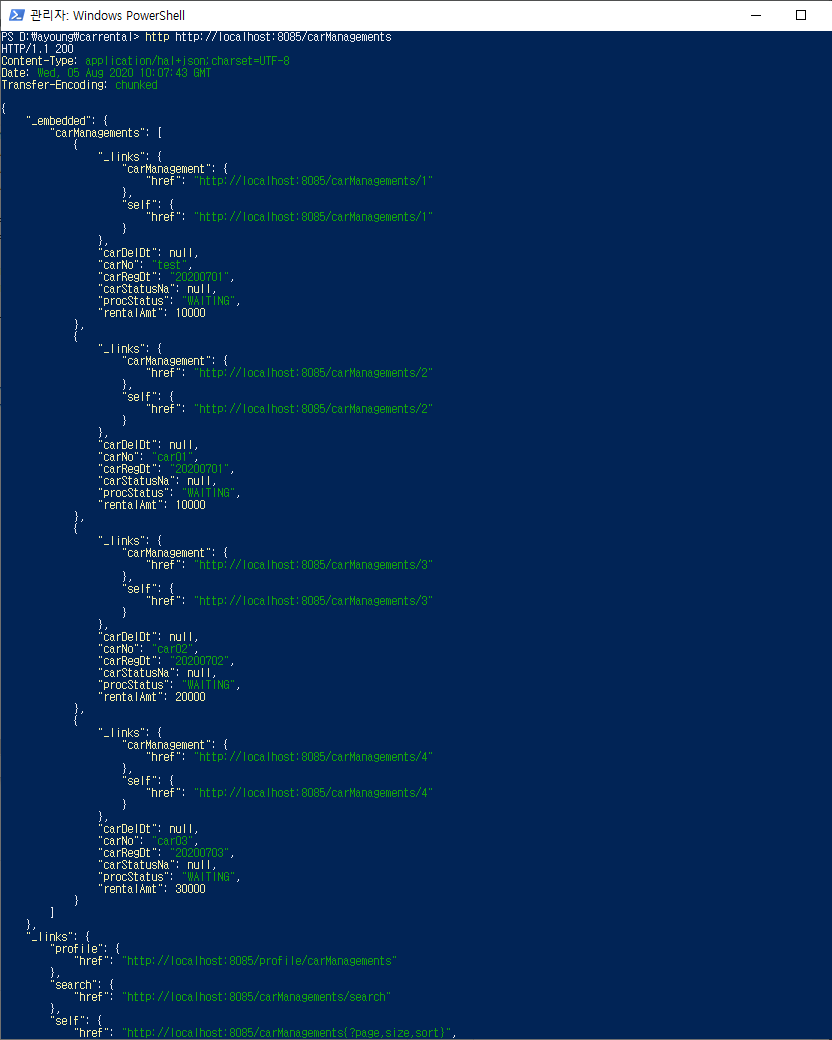 관리자: Windows PowerShell
PS D:\ayoung\carrental> http http://localhost:8085/carManagements
HTTP/1.1 200
Content-Type: application/hal+json;charset=UTF-8
Date: Wed, 05 Aug 2020 10:07:43 GMT
Transfer-Encoding: chunked
{
"_embedded": {
"carManagements": [
{
"_links": {
"carManagement": {
"href": "http://localhost:8085/carManagements/1"
},
"self": {
"href": "http://localhost:8085/carManagements/1"
}
},
"carDelDt": null,
"carNo": "test",
"carRegDt": "20200701",
"carStatusNa": null,
"procStatus": "WAITING",
"rentalAmt": 10000
},
{
"_links": {
"carManagement": {
"href": "http://localhost:8085/carManagements/2"
},
"self": {
"href": "http://localhost:8085/carManagements/2"
}
},
"carDelDt": null,
"carNo": "car01",
"carRegDt": "20200701",
"carStatusNa": null,
"procStatus": "WAITING",
"rentalAmt": 10000
},
{
"_links": {
"carManagement": {
"href": "http://localhost:8085/carManagements/3"
},
"self": {
"href": "http://localhost:8085/carManagements/3"
}
},
"carDelDt": null,
"carNo": "car02",
"carRegDt": "20200702",
"carStatusNa": null,
"procStatus": "WAITING",
"rentalAmt": 20000
},
{
"_links": {
"carManagement": {
"href": "http://localhost:8085/carManagements/4"
},
"self": {
"href": "http://localhost:8085/carManagements/4"
}
},
"carDelDt": null,
"carNo": "car03",
"carRegDt": "20200703",
"carStatusNa": null,
"procStatus": "WAITING",
"rentalAmt": 30000
}
]
},
"_links": {
"profile": {
"href": "http://localhost:8085/profile/carManagements"
},
"search": {
"href": "http://localhost:8085/carManagements/search"
},
"self": {
"href": "http://localhost:8085/carManagements{?page,size,sort}",